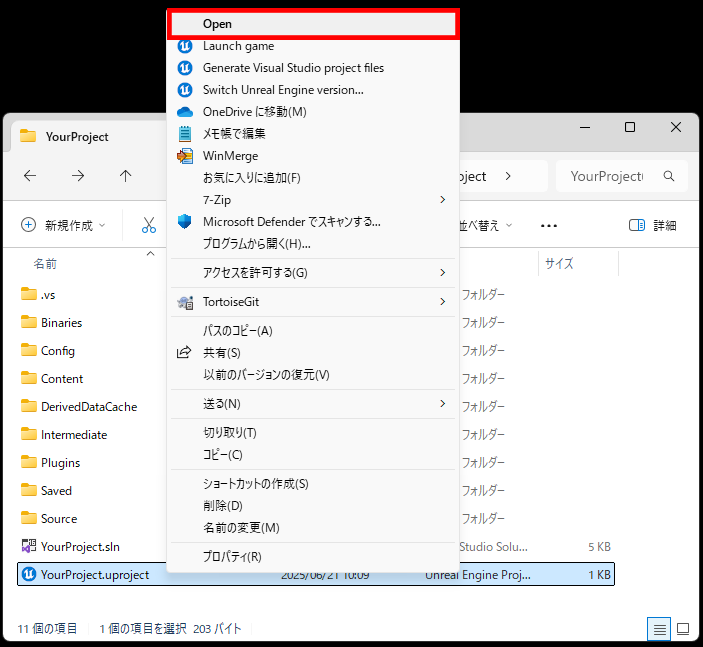 Open
Launch game
Generate Visual Studio project files
Switch Unreal Engine version...
OneDrive に移動(M)
メモ帳で編集
WinMerge
お気に入りに追加(F)
7-Zip
Microsoft Defender でスキャンする...
プログラムから開く(H)...
アクセスを許可する(G)
TortoiseGit
パスのコピー(A)
共有(S)
以前のバージョンの復元(V)
送る(N)
切り取り(T)
コピー(C)
ショートカットの作成(S)
削除(D)
名前の変更(M)
プロパティ(R)
YourProject
新規作成
並べ替え
詳細
名前
サイズ
.vs
フォルダー
Binaries
フォルダー
Config
フォルダー
Content
フォルダー
DerivedDataCache
フォルダー
Intermediate
フォルダー
Plugins
フォルダー
Saved
フォルダー
Source
フォルダー
YourProject.sln
Studio Solu...
5 KB
YourProject.uproject
2025/06/21 10:09
Unreal Engine Proj...
1 KB
11 個の項目
1 個の項目を選択 203 バイト